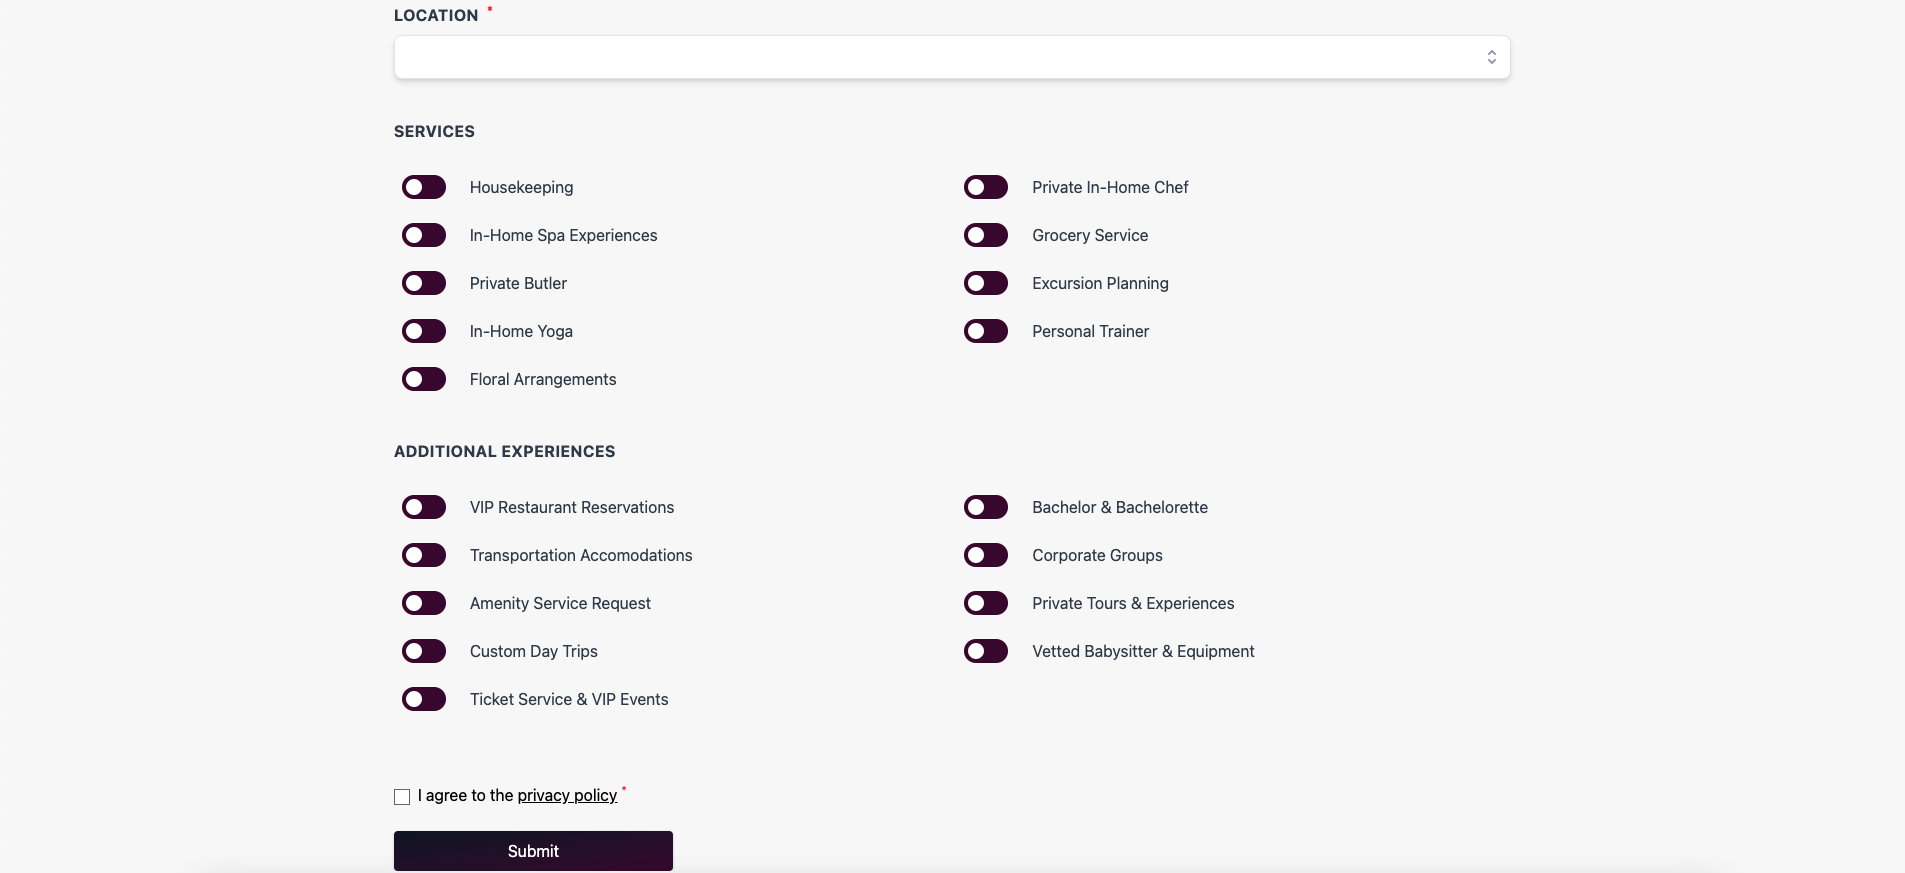 LOCATION *
SERVICES
Housekeeping
Private In-Home Chef
In-Home Spa Experiences
Grocery Service
Private Butler
Excursion Planning
In-Home Yoga
Personal Trainer
Floral Arrangements
ADDITIONAL EXPERIENCES
VIP Restaurant Reservations
Bachelor & Bachelorette
Transportation Accomodations
Corporate Groups
Amenity Service Request
Private Tours & Experiences
Custom Day Trips
Vetted Babysitter & Equipment
Ticket Service & VIP Events
I agree to the privacy policy *
Submit